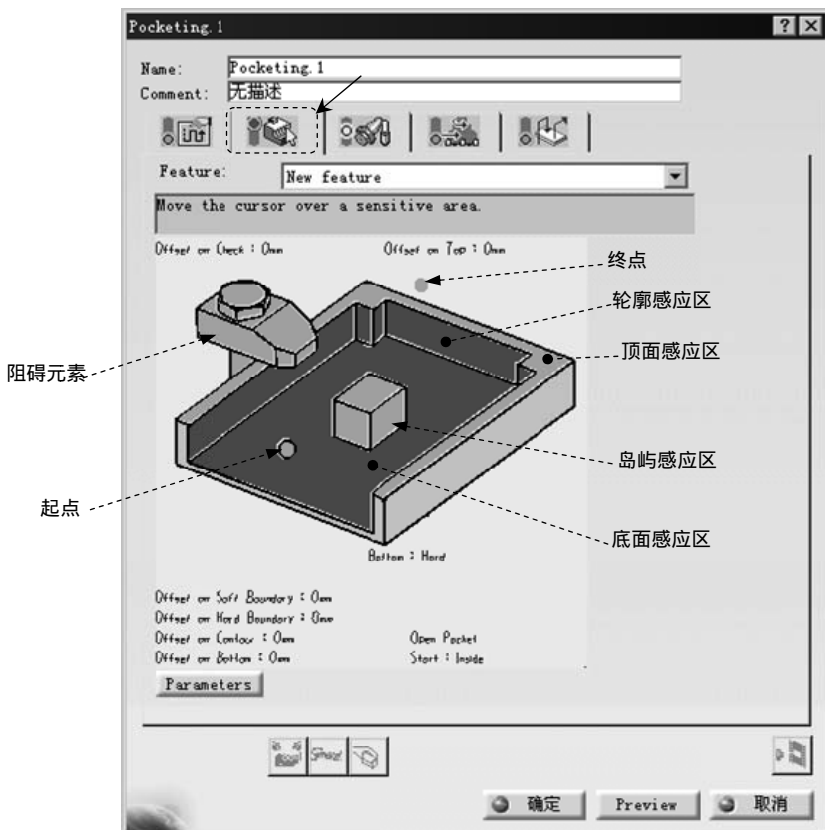 Pocketing.1
Name: Pocketing.1
Comment: 无描述
Feature: New feature
Move the cursor over a sensitive area.
Offset on Check : 0mm
Offset on Top : 0mm
终点
轮廓感应区
顶面感应区
阻碍元素
岛屿感应区
起点
底面感应区
Bottom : Hard
Offset on Soft Boundary : 0mm
Offset on Hard Boundary : 0mm
Offset on Contour : 0mm
Open Pocket
Offset on Bottom : 0mm
Start : Inside
Parameters
确定
Preview
取消